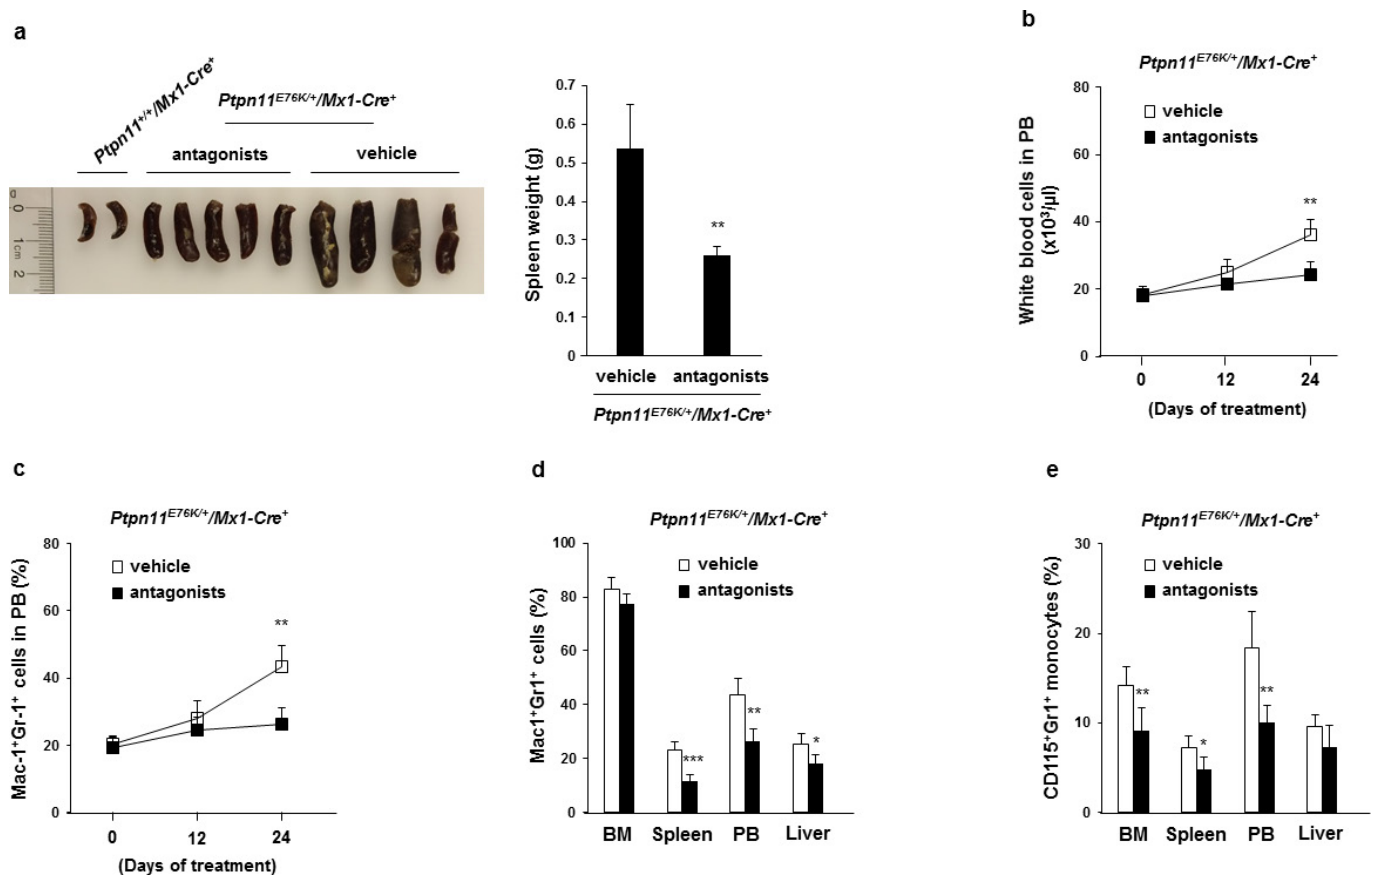 a
Ptpn11+/+/Mx1-Cre+
Ptpn11E76K/+/Mx1-Cre+
antagonists
vehicle
0
1cm
2
Spleen weight (g)
0.7
0.6
0.5
0.4
0.3
0.2
0.1
0
**
vehicle
antagonists
Ptpn11E76K/+/Mx1-Cre+
b
Ptpn11E76K/+/Mx1-Cre+
White blood cells in PB
(x10³/µl)
80
60
40
20
0
vehicle
antagonists
**
0 12 24
(Days of treatment)
c
Ptpn11E76K/+/Mx1-Cre+
Mac-1+Gr-1+ cells in PB (%)
80
60
40
20
0
vehicle
antagonists
**
0 12 24
(Days of treatment)
d
Ptpn11E76K/+/Mx1-Cre+
Mac1+Gr1+ cells (%)
100
80
60
40
20
0
vehicle
antagonists
***
**
*
BM Spleen PB Liver
e
Ptpn11E76K/+/Mx1-Cre+
CD115+Gr1+ monocytes (%)
30
20
10
0
vehicle
antagonists
**
*
**
BM Spleen PB Liver